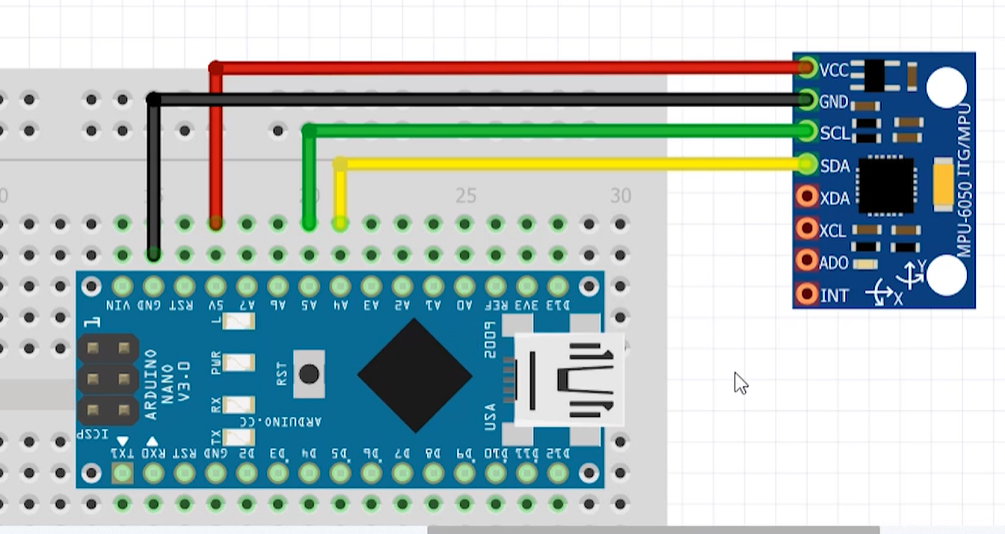 VCC
GND
SCL
SDA
XDA
XCL
ADO
INT
MPU-6050 ITG/MPU
Y
X
0
15
20
25
30
VIN GND RST 5V A7 A6 A5 A4 A3 A2 A1 A0 REF 3V3 D13
1
L
PWR
RX
TX
RST
ARDUINO
NANO
V3.0
ARDUINO.CC
2009
USA
ICSP
TX1 RX0 RST GND D2 D3 D4 D5 D6 D7 D8 D9 D10 D11 D12